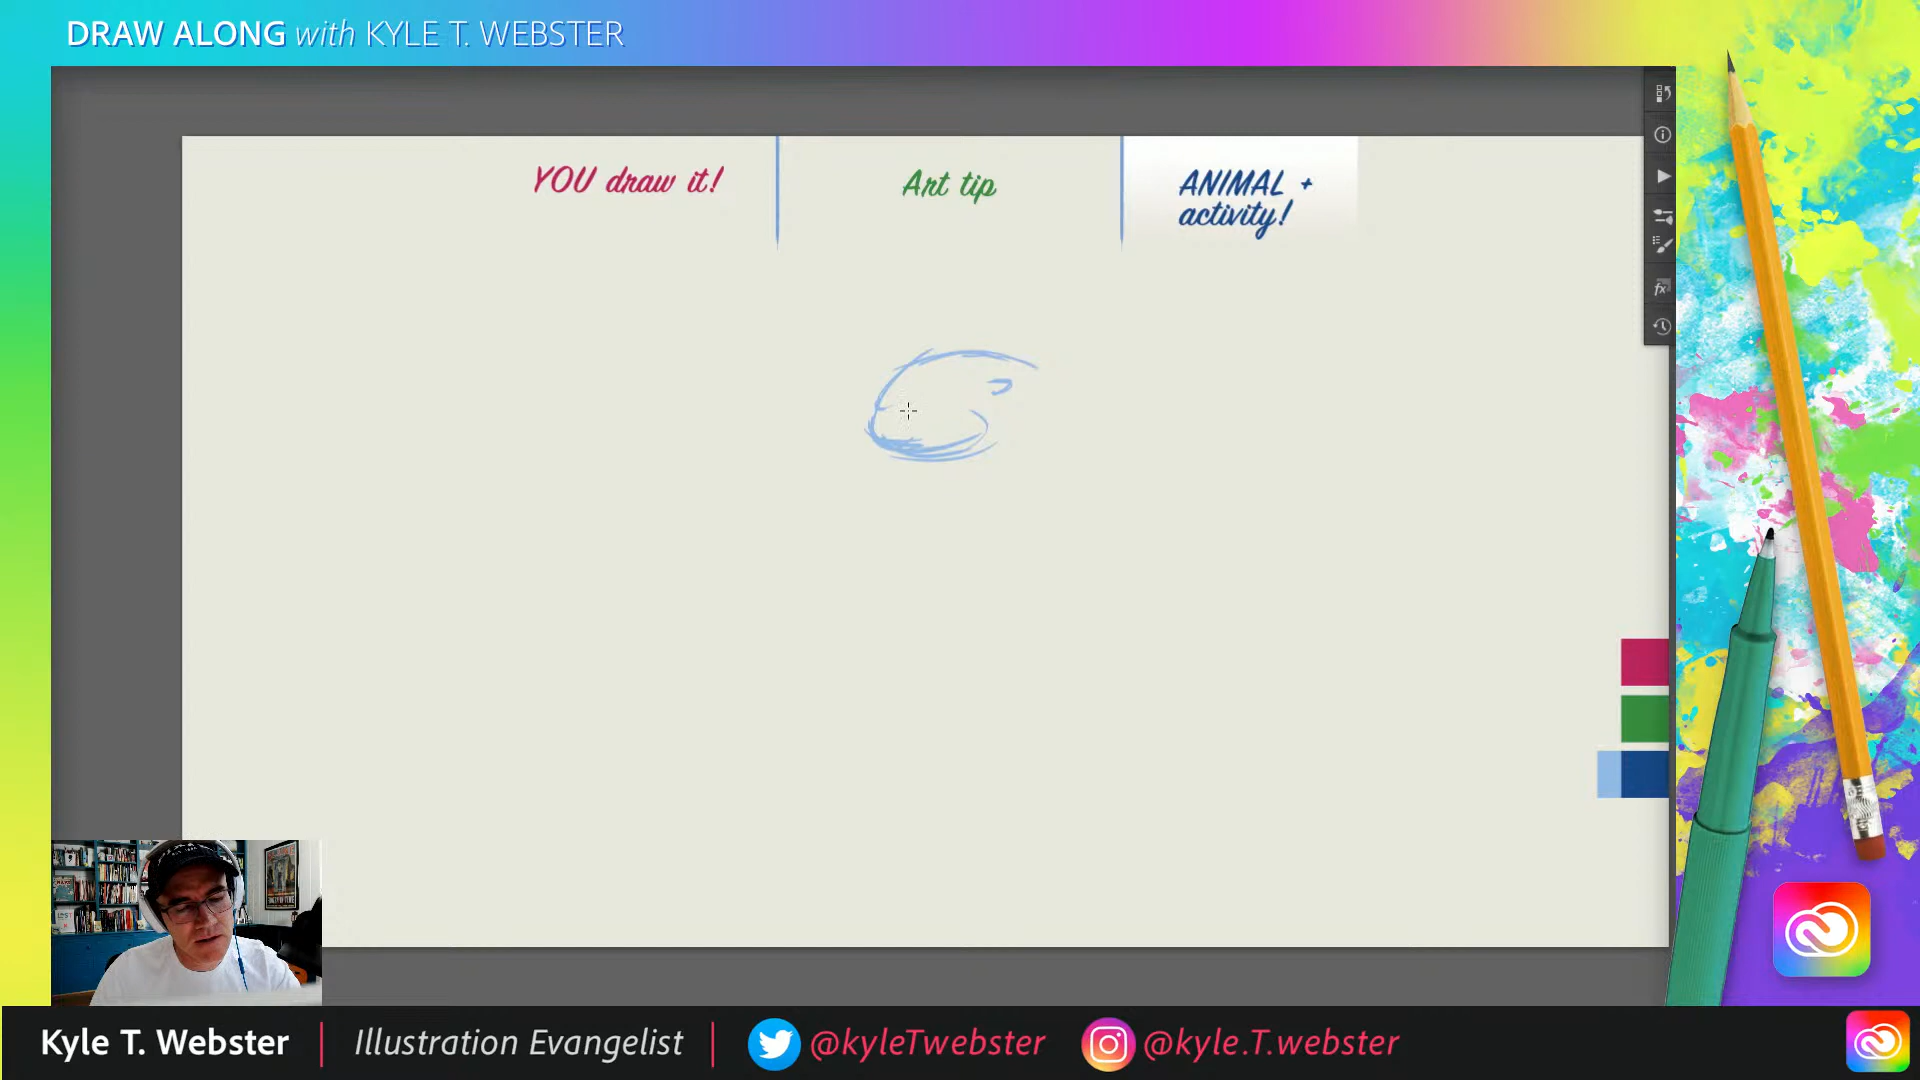 DRAW ALONG with KYLE T. WEBSTER
YOU draw it!
Art tip
ANIMAL +
activity!
fx
Kyle T. Webster | Illustration Evangelist | @kyleTwebster @kyle.T.webster